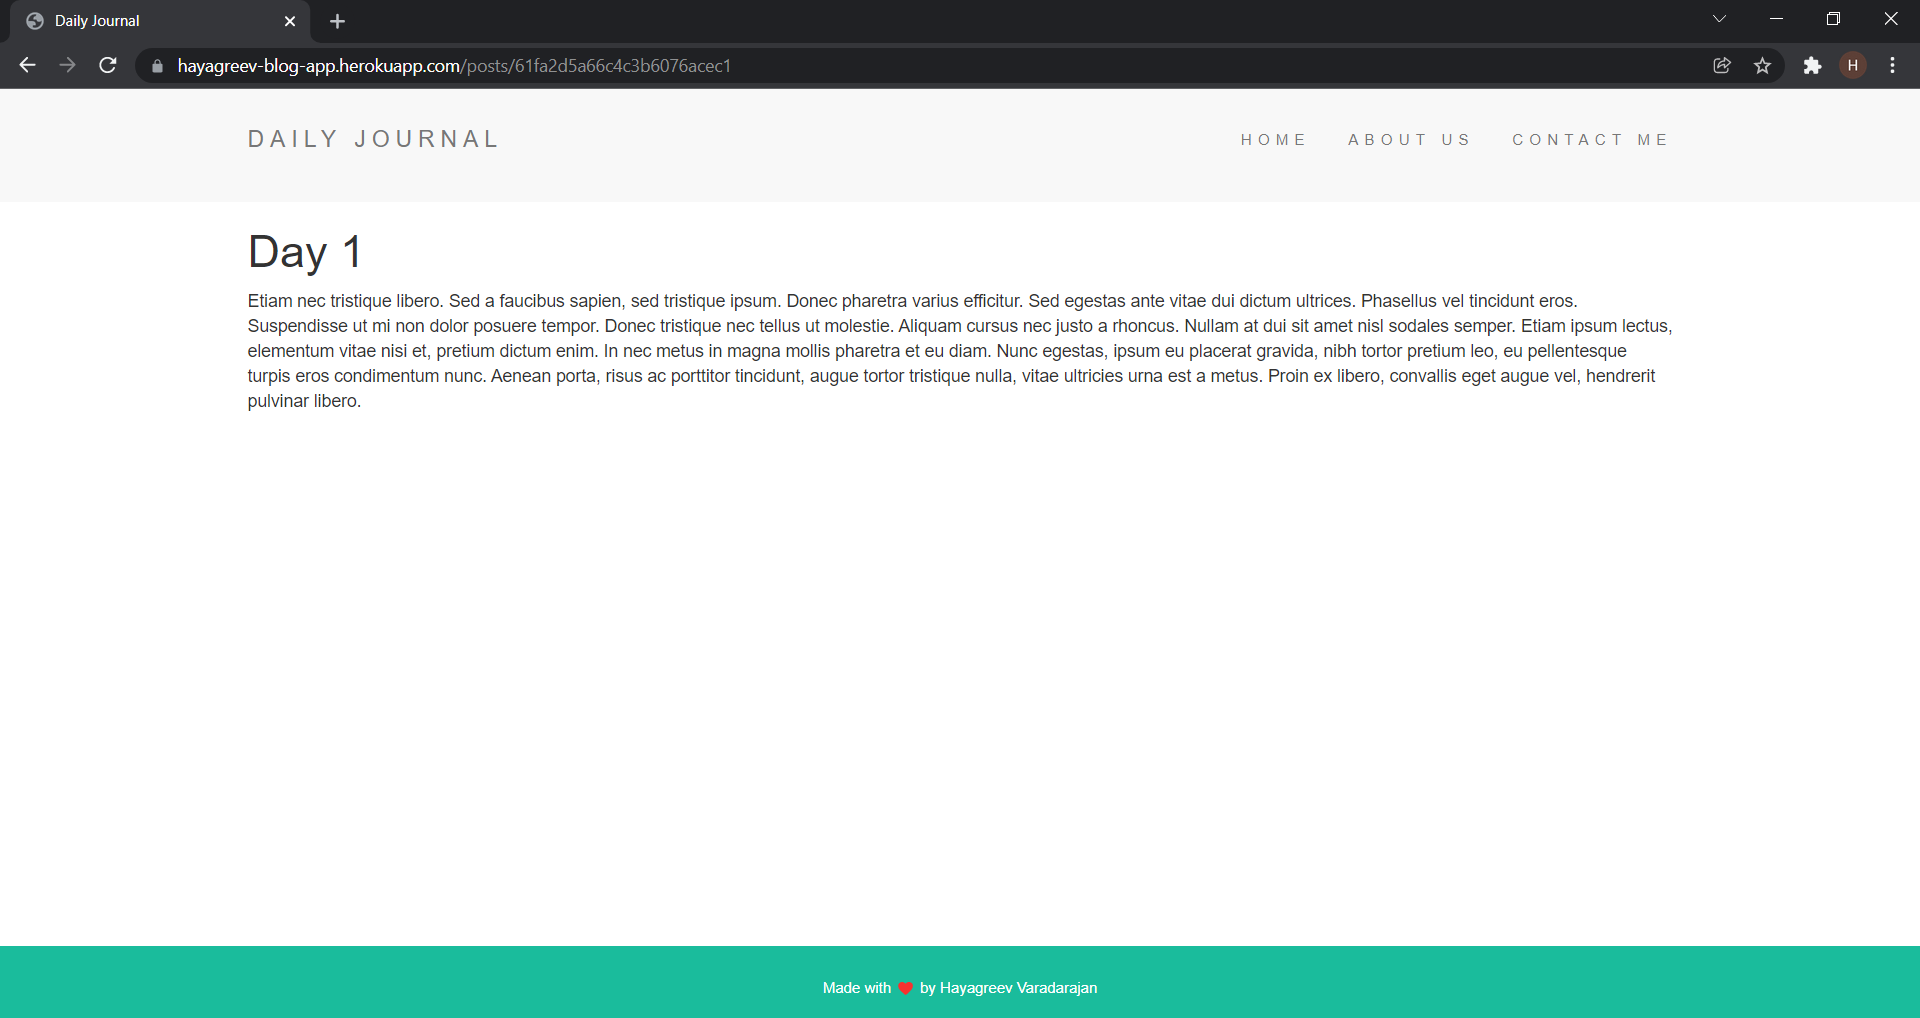 Daily Journal
hayagreev-blog-app.herokuapp.com/posts/61fa2d5a66c4c3b6076acec1
H
DAILY JOURNAL
HOME ABOUT US CONTACT ME
Day 1
Etiam nec tristique libero. Sed a faucibus sapien, sed tristique ipsum. Donec pharetra varius efficitur. Sed egestas ante vitae dui dictum ultrices. Phasellus vel tincidunt eros.
Suspendisse ut mi non dolor posuere tempor. Donec tristique nec tellus ut molestie. Aliquam cursus nec justo a rhoncus. Nullam at dui sit amet nisl sodales semper. Etiam ipsum lectus,
elementum vitae nisi et, pretium dictum enim. In nec metus in magna mollis pharetra et eu diam. Nunc egestas, ipsum eu placerat gravida, nibh tortor pretium leo, eu pellentesque
turpis eros condimentum nunc. Aenean porta, risus ac porttitor tincidunt, augue tortor tristique nulla, vitae ultricies urna est a metus. Proin ex libero, convallis eget augue vel, hendrerit
pulvinar libero.
Made with ❤ by Hayagreev Varadarajan